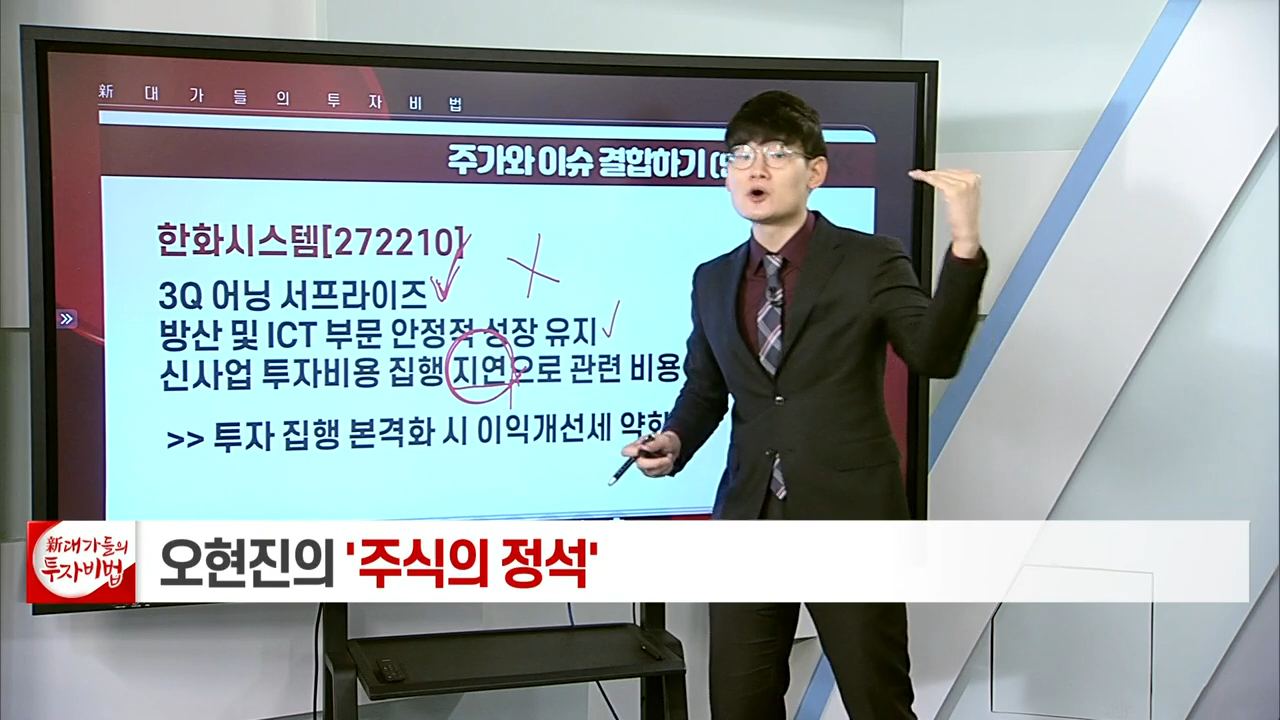 新 대가들의 투자비법
주가와 이슈 결합하기
한화시스템[272210]
3Q 어닝 서프라이즈
방산 및 ICT 부문 안정적 성장 유지
신사업 투자비용 집행 지연으로 관련 비용
>> 투자 집행 본격화 시 이익개선세
新대가들의
투자비법
오현진의 '주식의 정석'